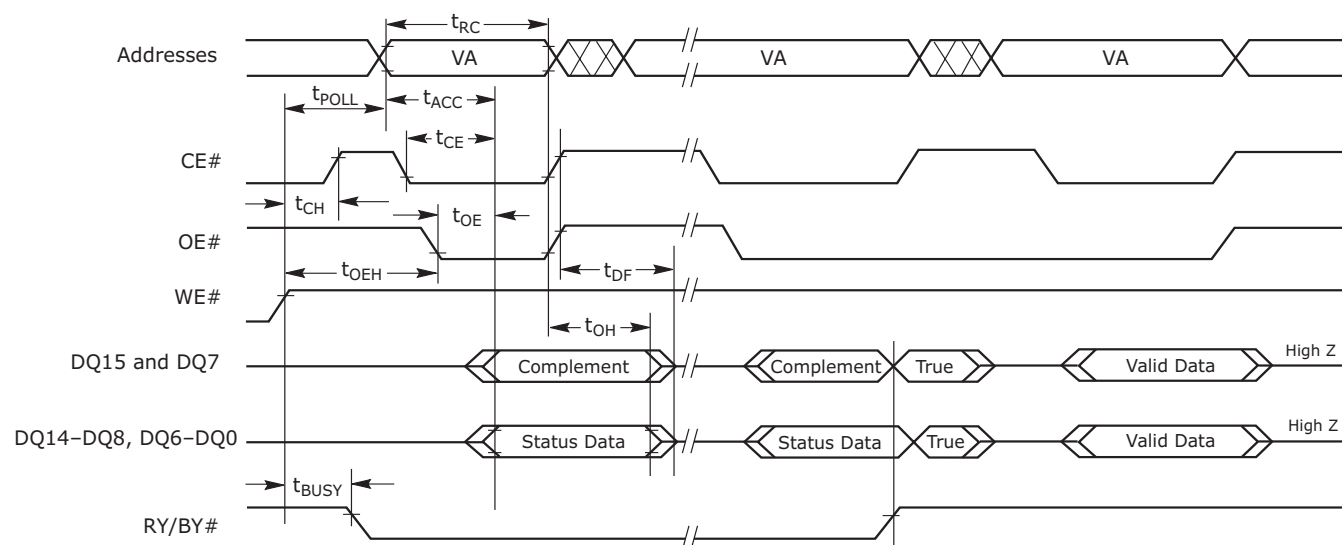 tRC
Addresses VA VA VA
tPOLL tACC
tCE
CE#
tCH tOE
OE#
tOEH tDF
WE#
tOH
DQ15 and DQ7 Complement Complement True Valid Data High Z
DQ14–DQ8, DQ6–DQ0 Status Data Status Data True Valid Data High Z
tBUSY
RY/BY#